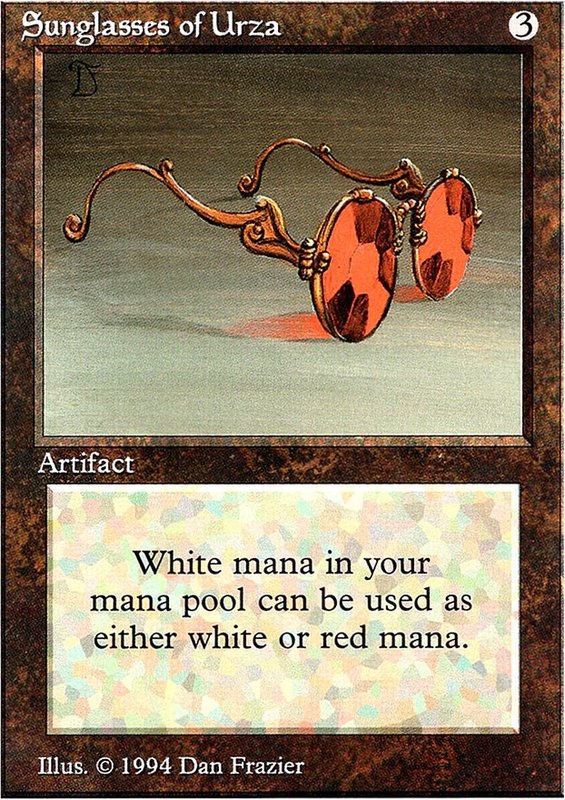 Sunglasses of Urza 3
Artifact
White mana in your
mana pool can be used as
either white or red mana.
Illus. © 1994 Dan Frazier